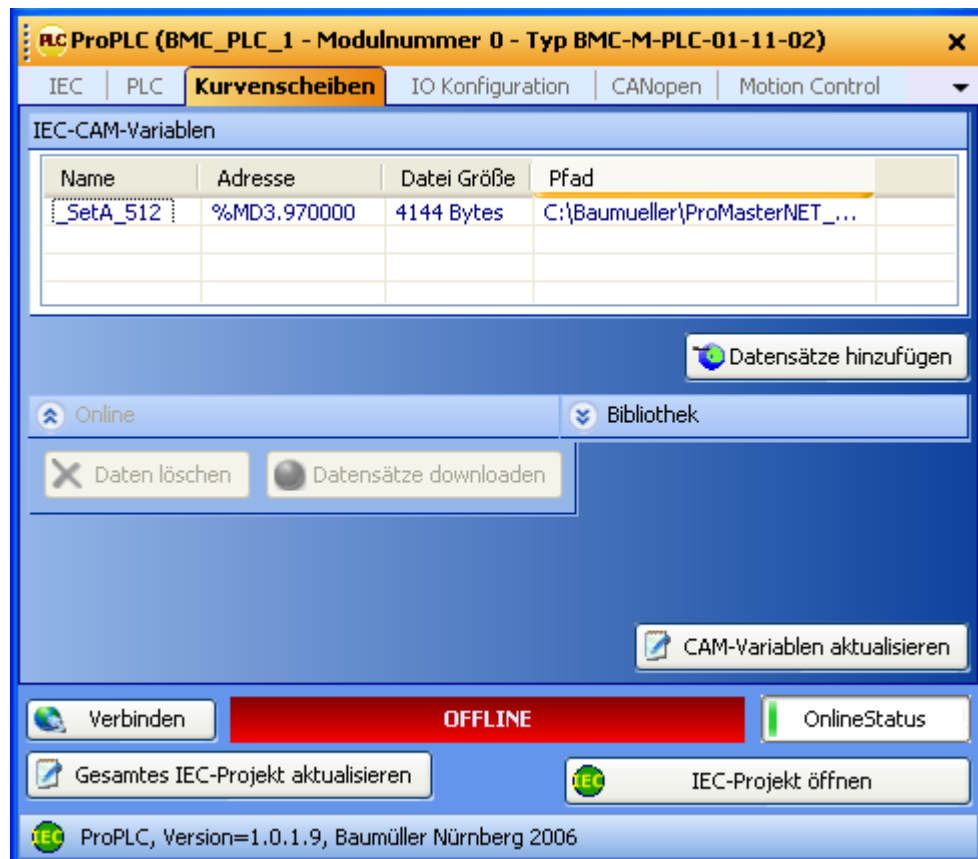 PLC ProPLC (BMC_PLC_1 - Modulnummer 0 - Typ BMC-M-PLC-01-11-02)
IEC PLC Kurvenscheiben IO Konfiguration CANopen Motion Control
IEC-CAM-Variablen
Name Adresse Datei Größe Pfad
_SetA_512 %MD3.970000 4144 Bytes C:\Baumueller\ProMasterNET_...
Datensätze hinzufügen
Online Bibliothek
Daten löschen Datensätze downloaden
CAM-Variablen aktualisieren
Verbinden OFFLINE OnlineStatus
Gesamtes IEC-Projekt aktualisieren IEC IEC-Projekt öffnen
IEC ProPLC, Version=1.0.1.9, Baumüller Nürnberg 2006